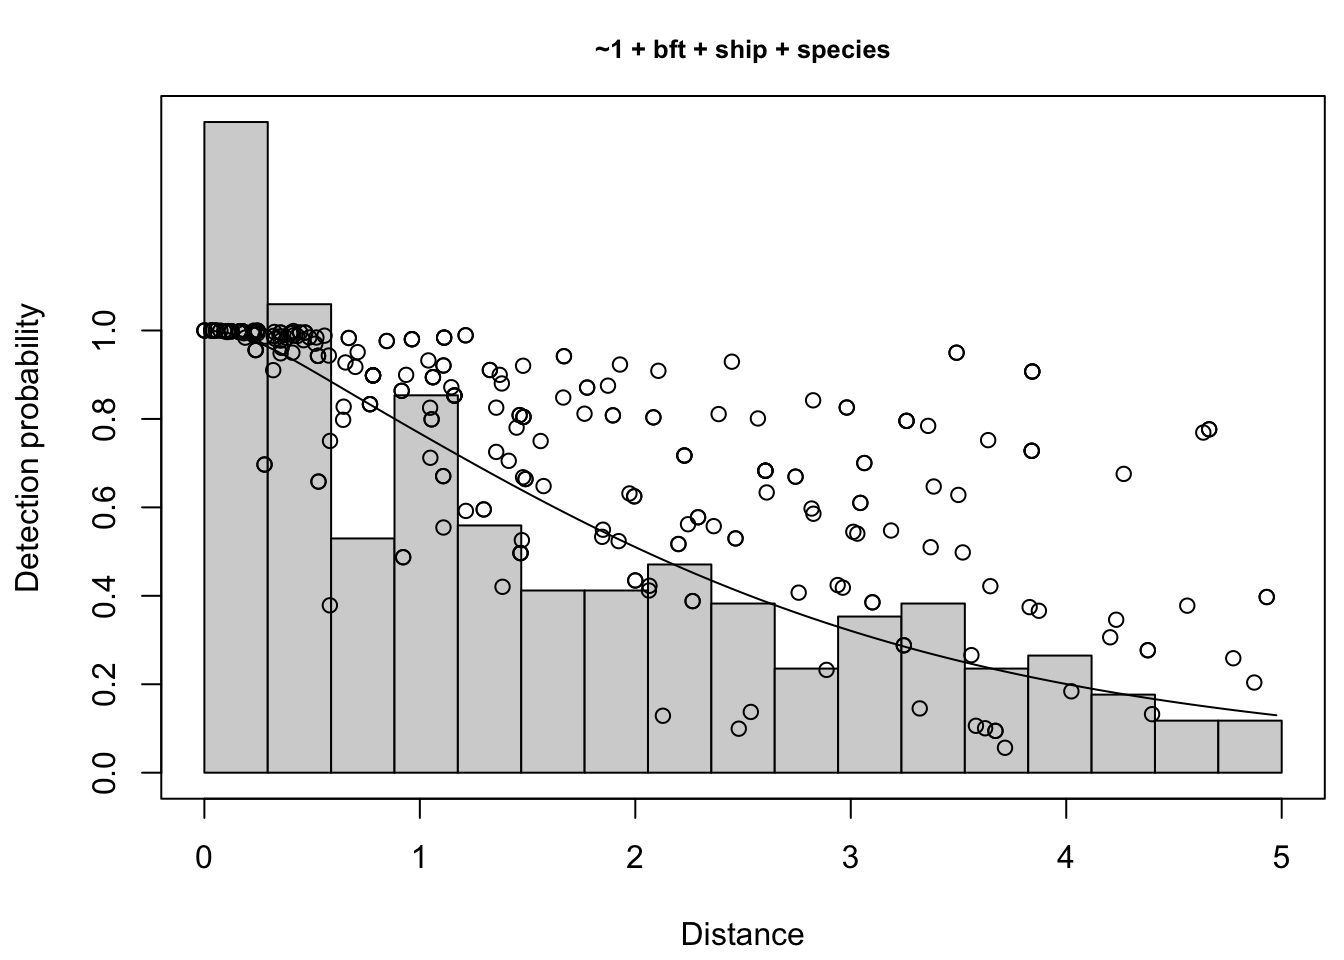 ~1 + bft + ship + species
Detection probability
1.0
0.8
0.6
0.4
0.2
0.0
0 1 2 3 4 5
Distance